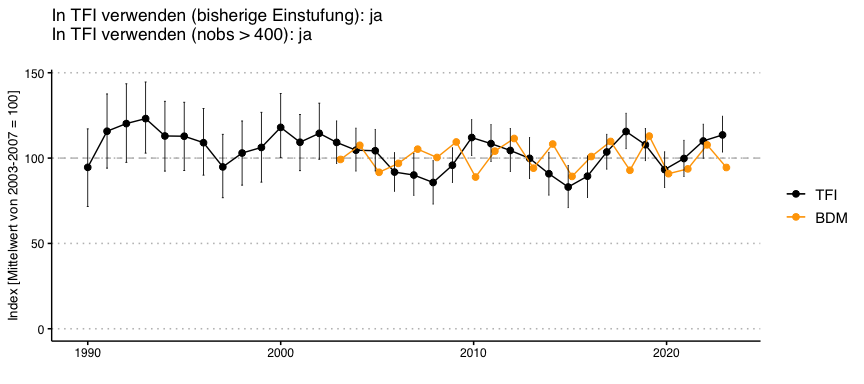 In TFI verwenden (bisherige Einstufung): ja
In TFI verwenden (nobs > 400): ja
Index [Mittelwert von 2003-2007 = 100]
150
100
50
0
1990
2000
2010
2020
TFI
BDM